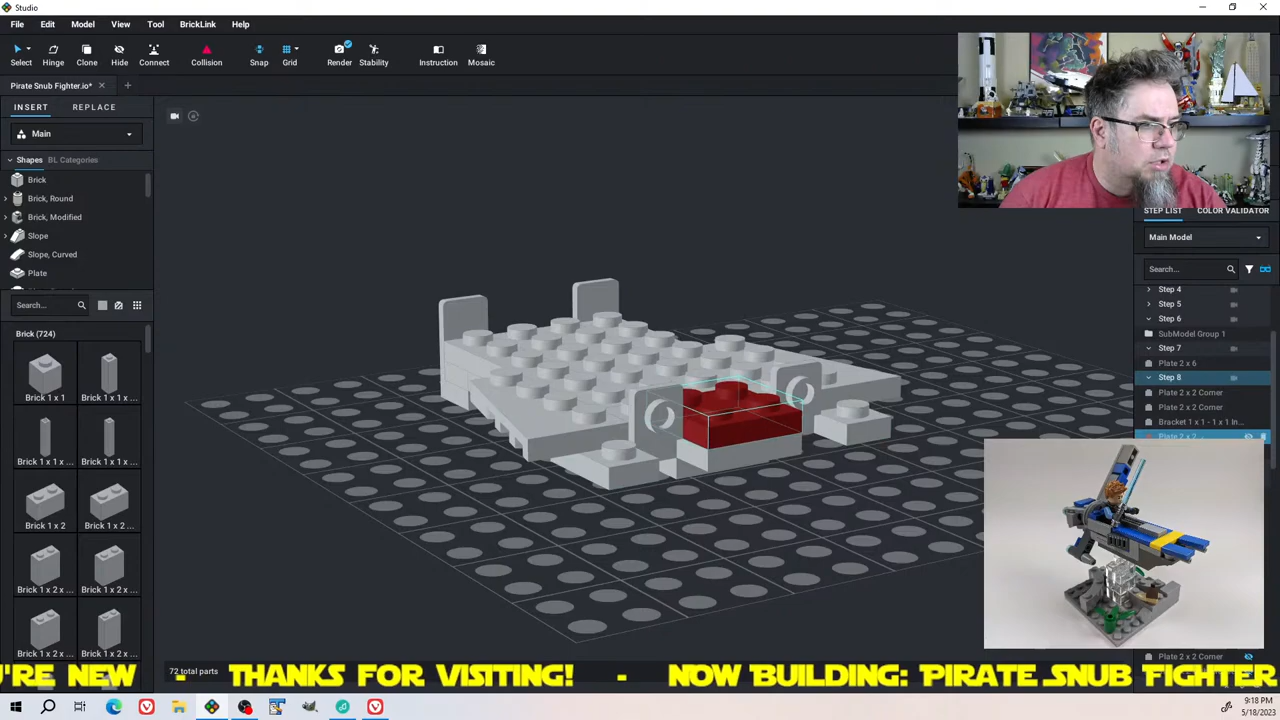 Studio
File Edit Model View Tool BrickLink Help
Select Hinge Clone Hide Connect Collision Snap Grid Render Stability Instruction Mosaic
Pirate Snub Fighter.io*
INSERT REPLACE
Main
Shapes BL Categories
Brick
Brick, Round
Brick, Modified
Slope
Slope, Curved
Plate
Search...
Brick (724)
Brick 1 x 1 Brick 1 x 1 x ...
Brick 1 x 1 x ... Brick 1 x 1 x ...
Brick 1 x 2 Brick 1 x 2 ...
Brick 1 x 2 x ... Brick 1 x 2 x ...
Brick 1 x 2 x ... Brick 1 x 2 x ...
STEP LIST COLOR VALIDATOR
Main Model
Search...
Step 4
Step 5
Step 6
SubModel Group 1
Step 7
Plate 2 x 6
Step 8
Plate 2 x 2 Corner
Plate 2 x 2 Corner
Bracket 1 x 1 - 1 x 1 In...
Plate 2 x 2
Plate 2 x 2 Corner
72 total parts
'RE NEW - THANKS FOR VISITING! - NOW BUILDING: PIRATE SNUB FIGHTER
9:18 PM
5/18/2023